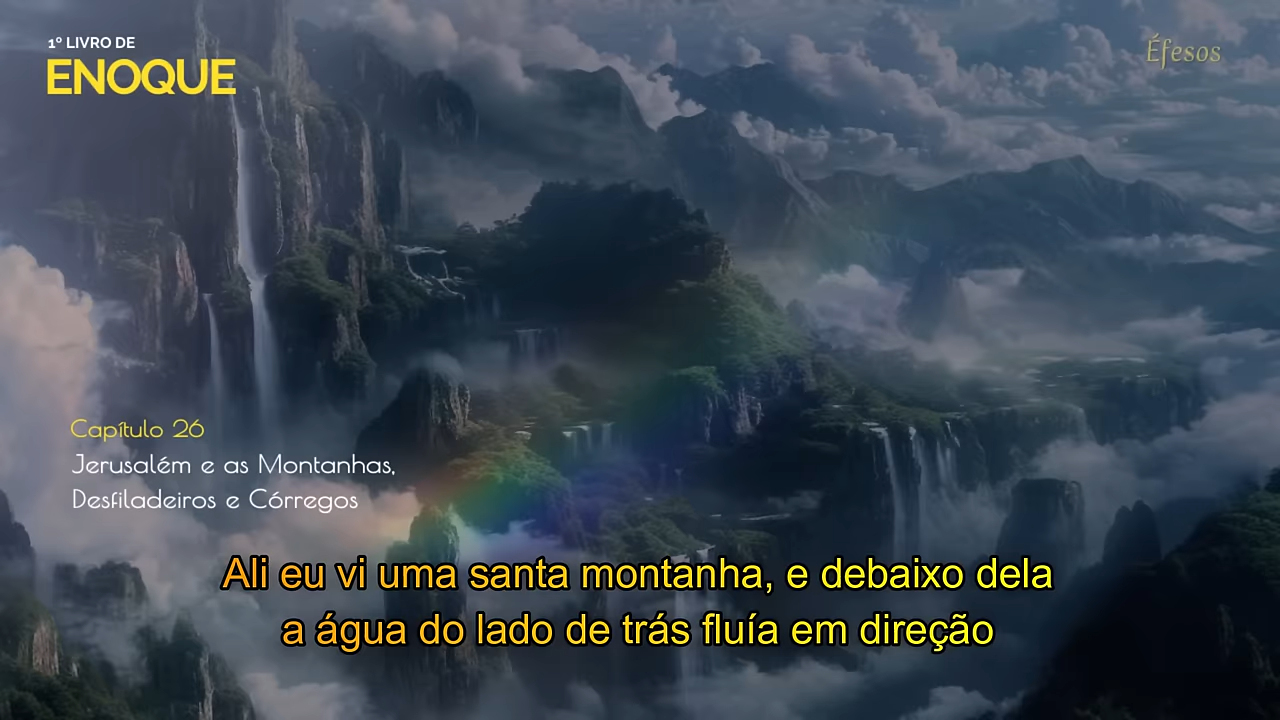 1º LIVRO DE
ENOQUE
Éfesos
Capítulo 26
Jerusalém e as Montanhas,
Desfiladeiros e Córregos
Ali eu vi uma santa montanha, e debaixo dela
a água do lado de trás fluía em direção